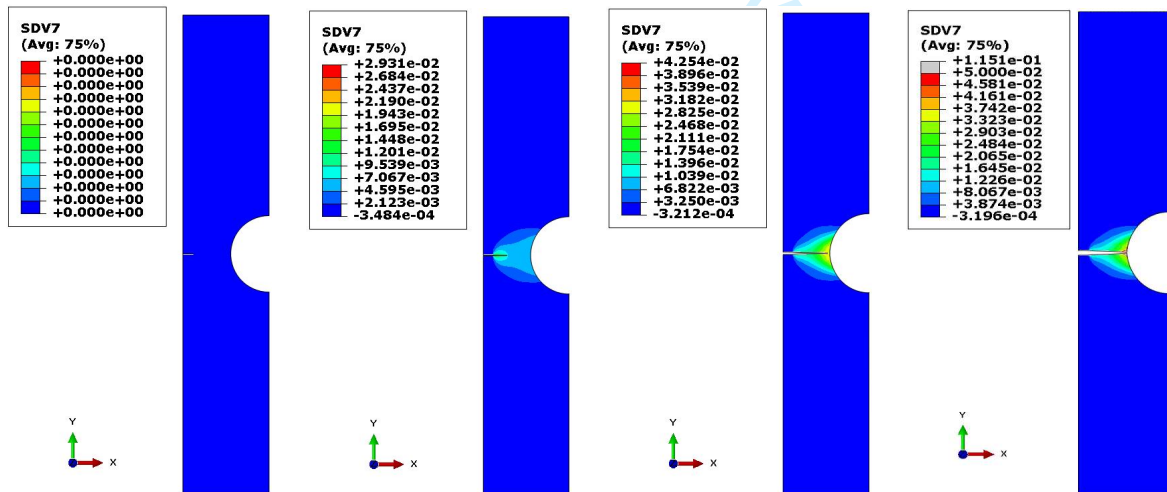 SDV7
(Avg: 75%)
+0.000e+00
+0.000e+00
+0.000e+00
+0.000e+00
+0.000e+00
+0.000e+00
+0.000e+00
+0.000e+00
+0.000e+00
+0.000e+00
+0.000e+00
+0.000e+00
+0.000e+00
Y
X
SDV7
(Avg: 75%)
+2.931e-02
+2.684e-02
+2.437e-02
+2.190e-02
+1.943e-02
+1.695e-02
+1.448e-02
+1.201e-02
+9.539e-03
+7.067e-03
+4.595e-03
+2.123e-03
-3.484e-04
Y
X
SDV7
(Avg: 75%)
+4.254e-02
+3.896e-02
+3.539e-02
+3.182e-02
+2.825e-02
+2.468e-02
+2.111e-02
+1.754e-02
+1.396e-02
+1.039e-02
+6.822e-03
+3.250e-03
-3.212e-04
Y
X
SDV7
(Avg: 75%)
+1.151e-01
+5.000e-02
+4.581e-02
+4.161e-02
+3.742e-02
+3.323e-02
+2.903e-02
+2.484e-02
+2.065e-02
+1.645e-02
+1.226e-02
+8.067e-03
+3.874e-03
-3.196e-04
Y
X